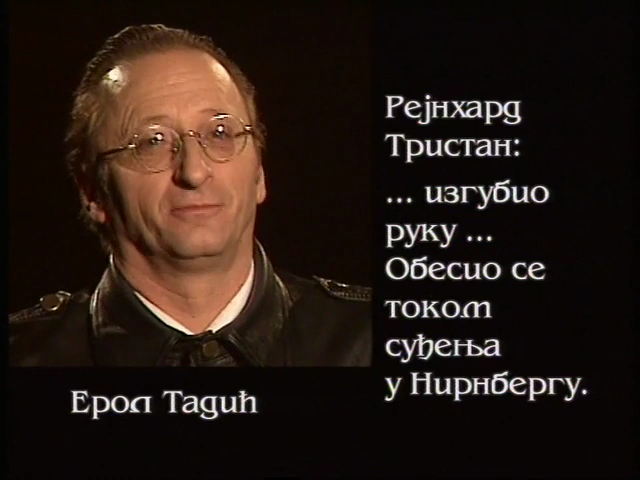 Рејнхард
Тристан:
... изгубио
руку ...
Обесио се
током
суђења
у Нирнбергу.
Ерол Тадић